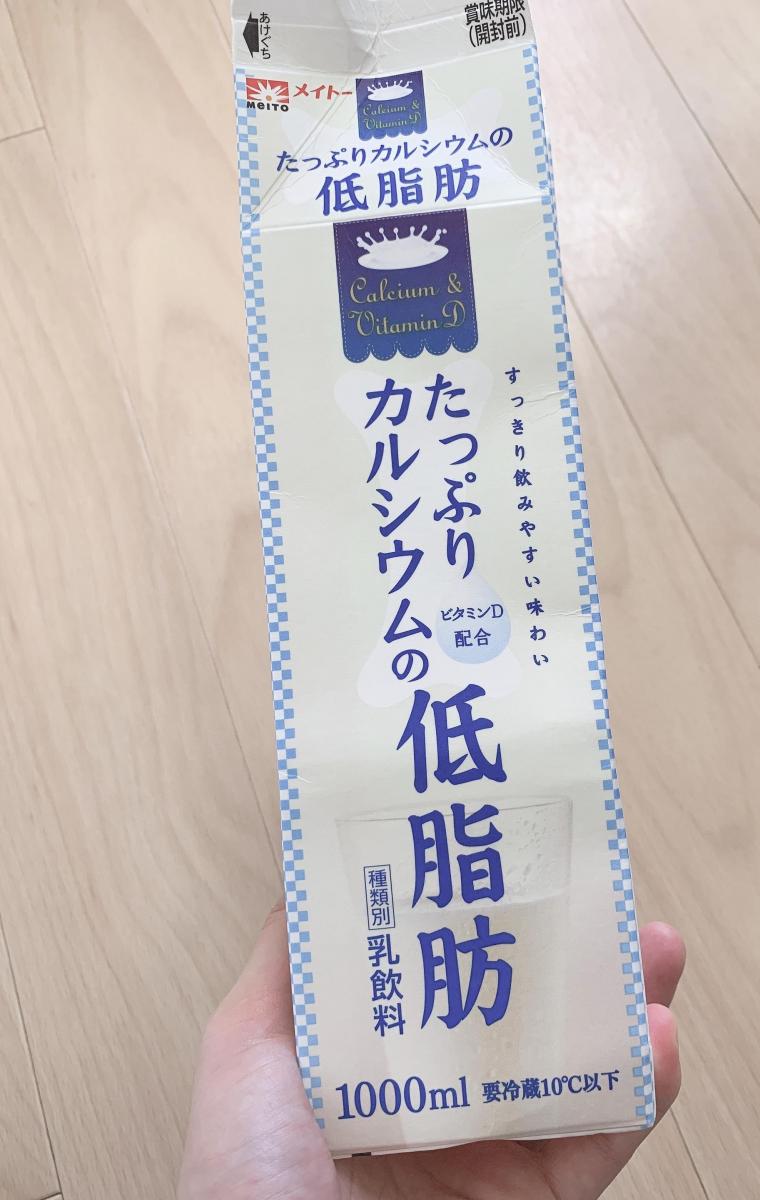 あけぐち
賞味期限
(開封前)
MEITO
メイトー
Calcium &
Vitamin D
たっぷりカルシウムの
低脂肪
Calcium &
Vitamin D
すっきり飲みやすい味わい
たっぷり
カルシウムの
ビタミンD
配合
低脂肪
種類別
乳飲料
1000ml
要冷蔵10℃以下